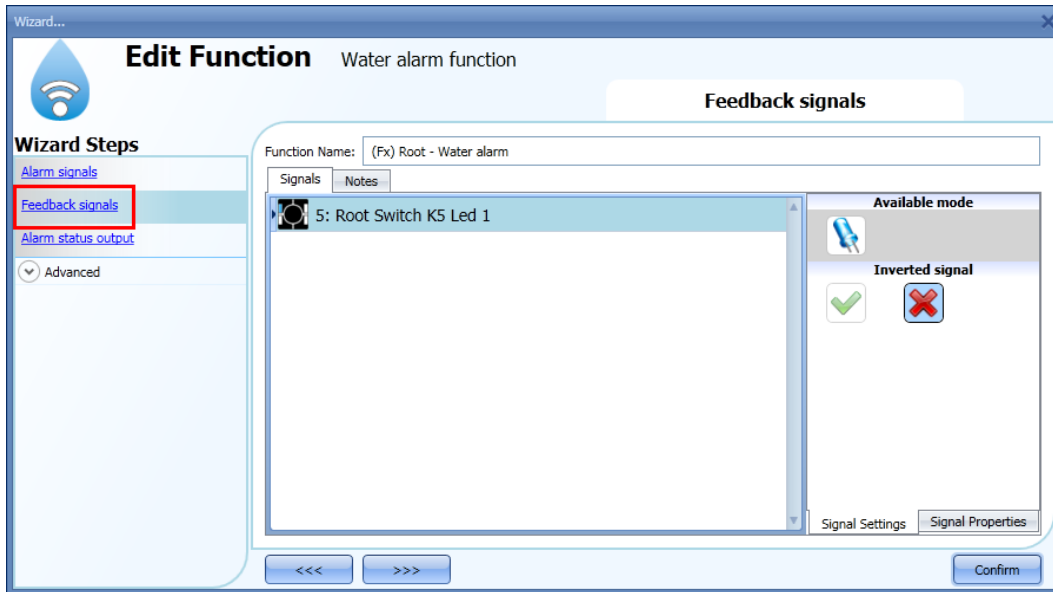 Wizard...
Edit Function Water alarm function
Feedback signals
Wizard Steps
Alarm signals
Feedback signals
Alarm status output
Advanced
Function Name: (Fx) Root - Water alarm
Signals Notes
5: Root Switch K5 Led 1
Available mode
Inverted signal
Signal Settings Signal Properties
<<< >>> Confirm